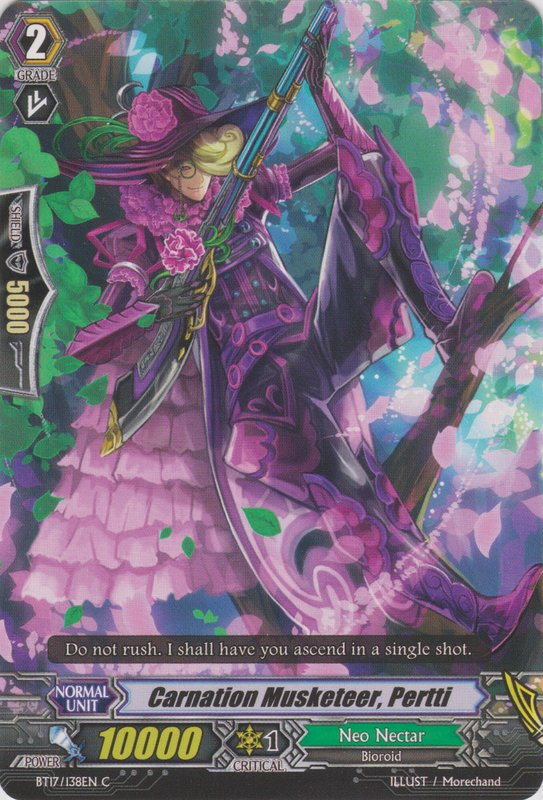 2
GRADE
SHIELD
5000
Do not rush. I shall have you ascend in a single shot.
NORMAL
UNIT
Carnation Musketeer, Pertti
POWER
10000
1
CRITICAL
Neo Nectar
Bioroid
BT17/138EN C
ILLUST / Morechand